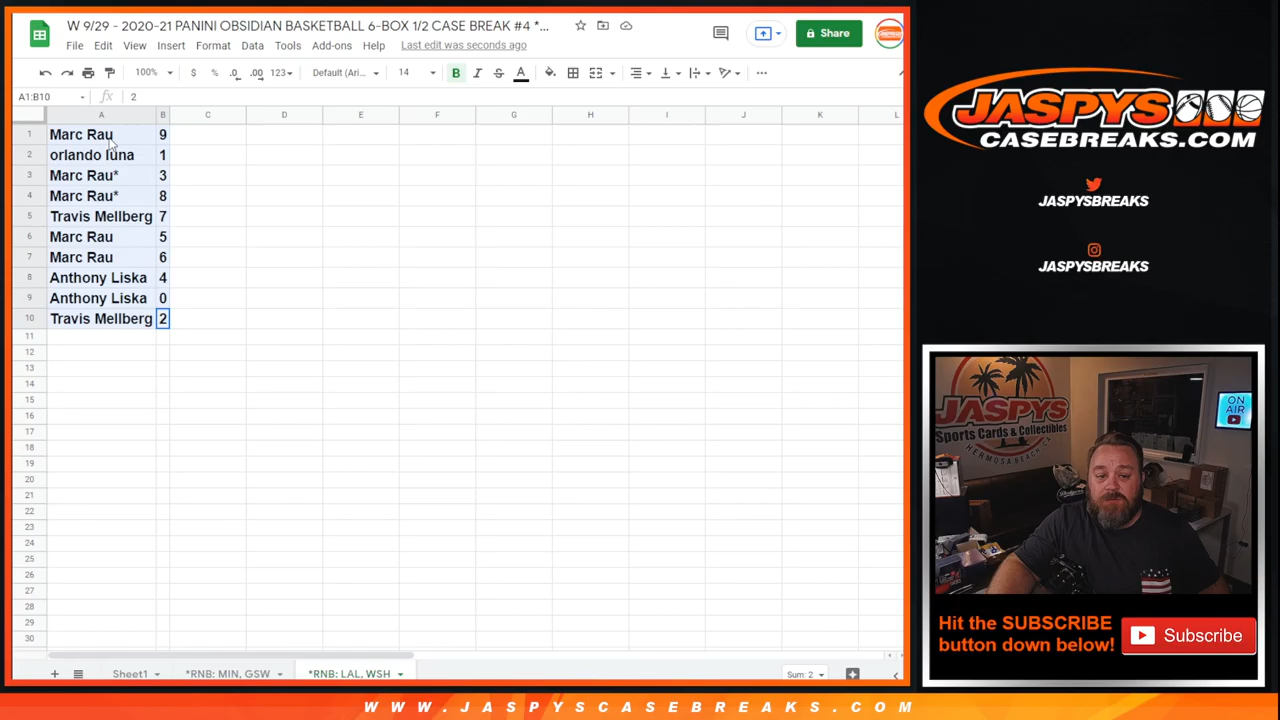 W 9/29 - 2020-21 PANINI OBSIDIAN BASKETBALL 6-BOX 1/2 CASE BREAK #4 *...
Share
File Edit View Insert Format Data Tools Add-ons Help Last edit was seconds ago
100% $ % .0 .00 123 Default (Ari... 14 B I S A
A1:B10 fx 2
A B C D E F G H I J K L
1 Marc Rau 9
2 orlando luna 1
3 Marc Rau* 3
4 Marc Rau* 8
5 Travis Mellberg 7
6 Marc Rau 5
7 Marc Rau 6
8 Anthony Liska 4
9 Anthony Liska 0
10 Travis Mellberg 2
11
12
13
14
15
16
17
18
19
20
21
22
23
24
25
26
27
28
29
30
Sheet1 *RNB: MIN, GSW *RNB: LAL, WSH Sum: 2
JASPYS
CASEBREAKS.COM
JASPYSBREAKS
JASPYSBREAKS
JASPYS
Sports Cards & Collectibles
HERMOSA BEACH, CA
ON
AIR
Hit the SUBSCRIBE
button down below!
Subscribe
WWW.JASPYSCASEBREAKS.COM